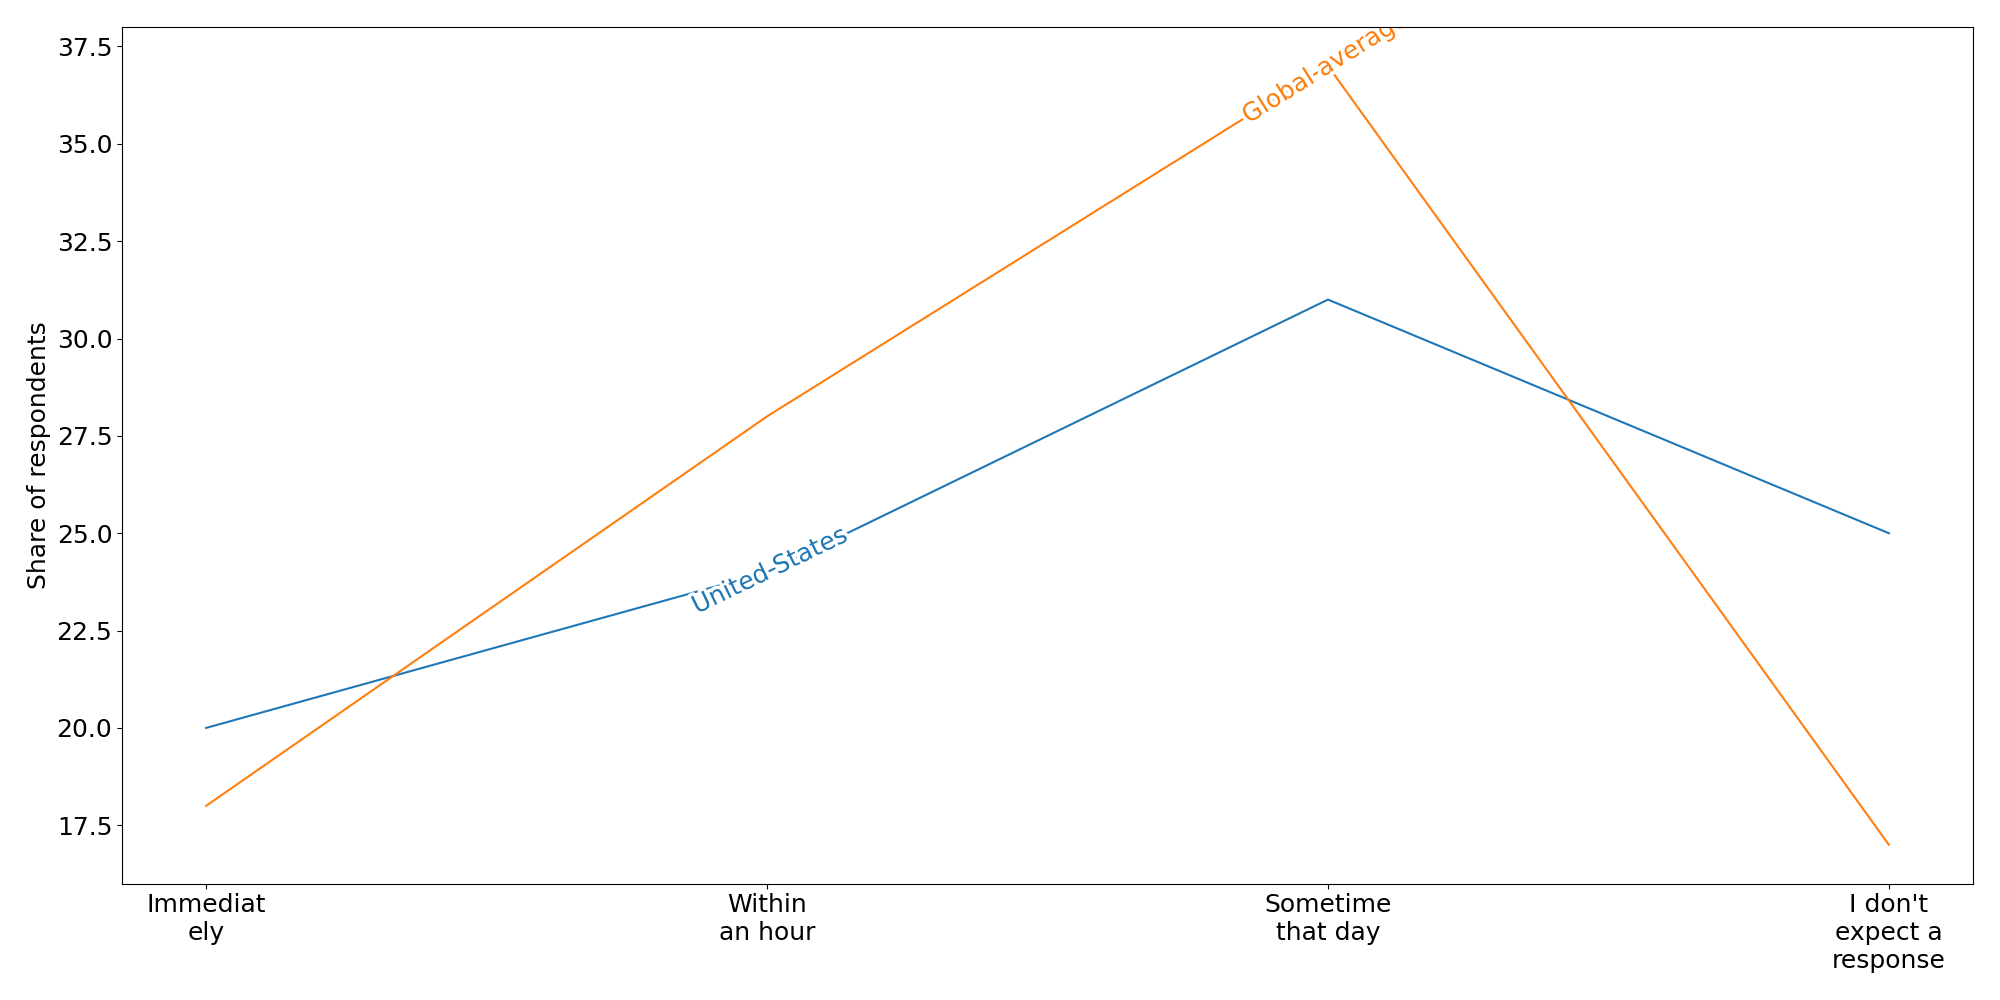 37.5
35.0
32.5
30.0
27.5
25.0
22.5
20.0
17.5
Share of respondents
Global-averag
United-States
Immediat
ely
Within
an hour
Sometime
that day
I don't
expect a
response